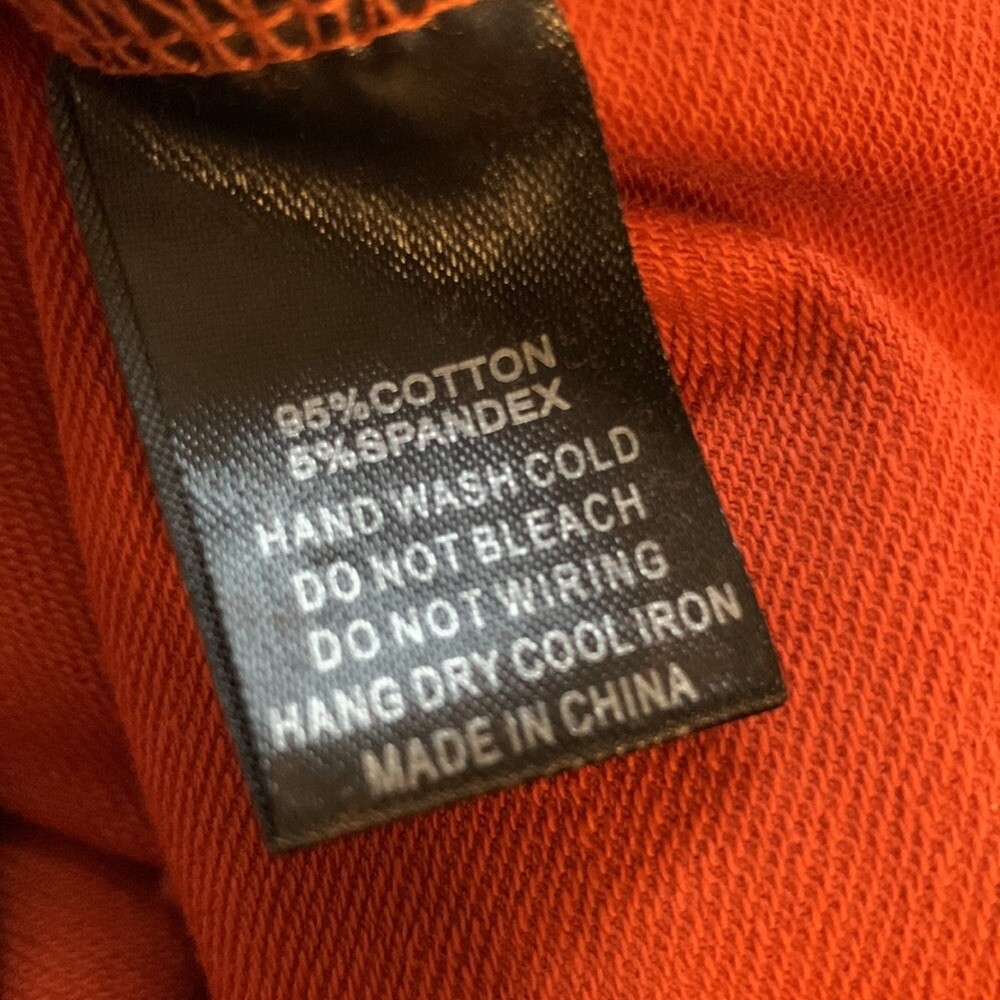 95%COTTON
5%SPANDEX
HAND WASH COLD
DO NOT BLEACH
DO NOT WIRING
HANG DRY COOL IRON
MADE IN CHINA